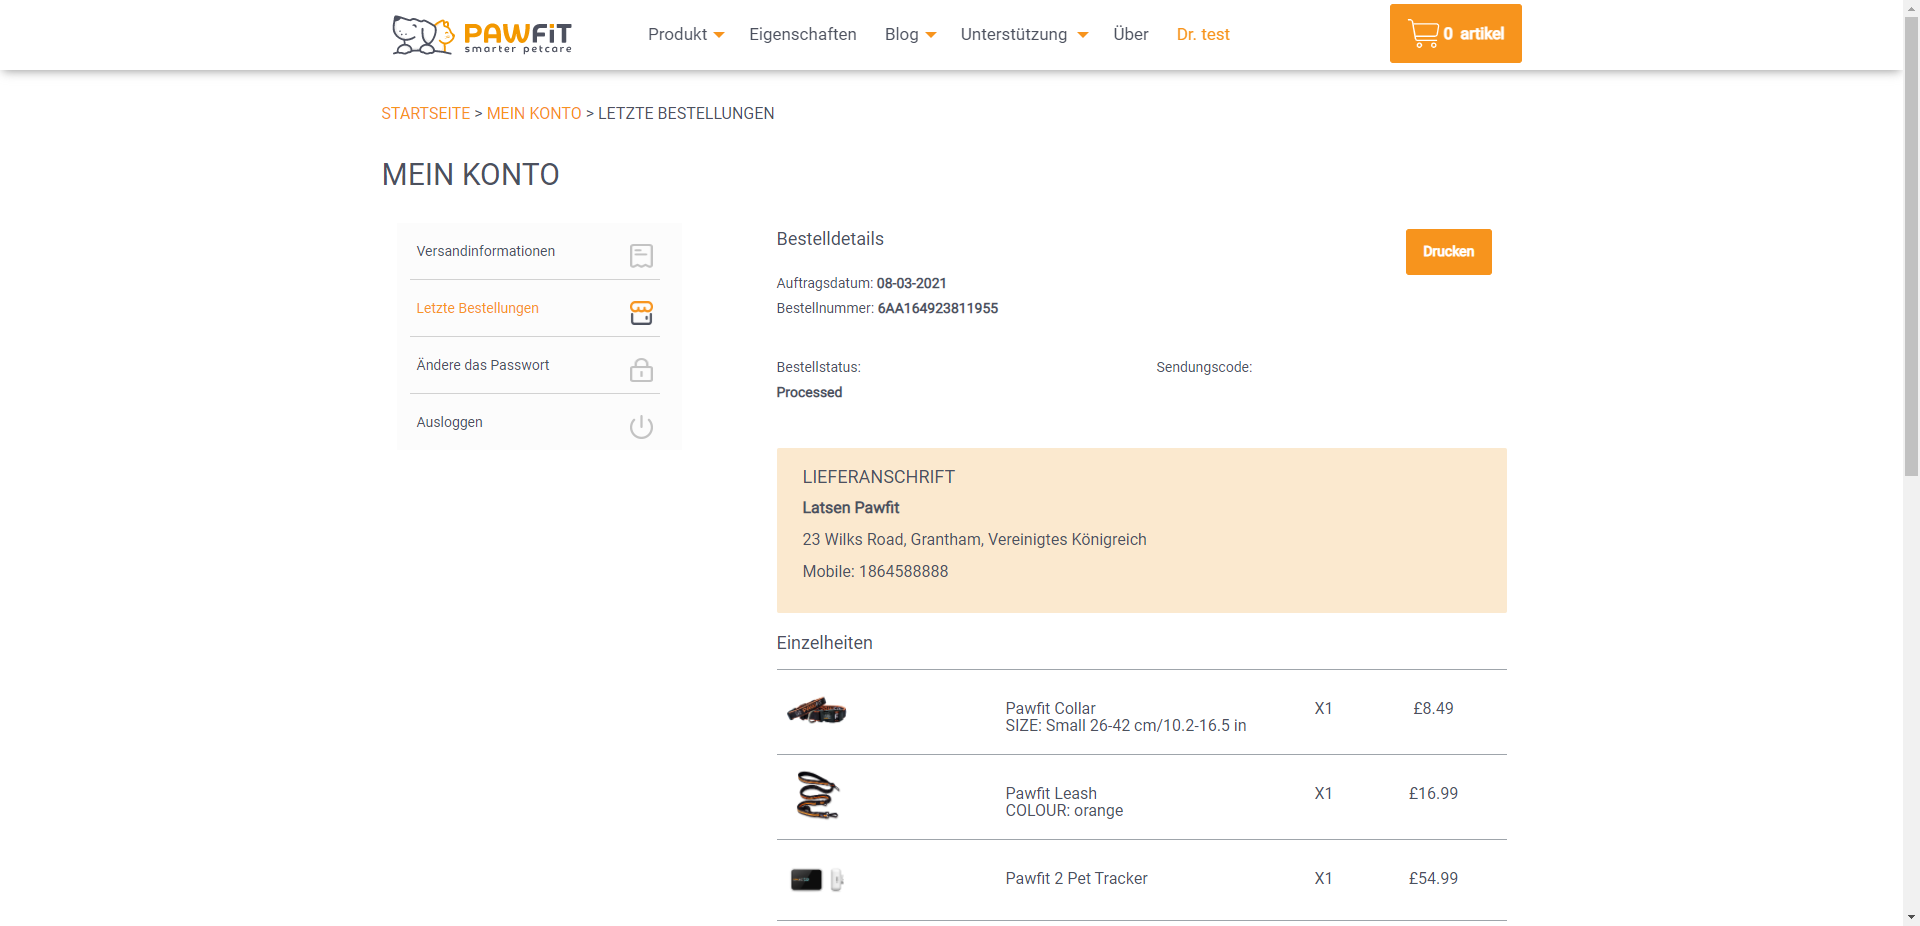 PAWFiT
smarter petcare
Produkt
Eigenschaften
Blog
Unterstützung
Über
Dr. test
0 artikel
STARTSEITE > MEIN KONTO > LETZTE BESTELLUNGEN
MEIN KONTO
Versandinformationen
Letzte Bestellungen
Ändere das Passwort
Ausloggen
Bestelldetails
Drucken
Auftragsdatum: 08-03-2021
Bestellnummer: 6AA164923811955
Bestellstatus:
Processed
Sendungscode:
LIEFERANSCHRIFT
Latsen Pawfit
23 Wilks Road, Grantham, Vereinigtes Königreich
Mobile: 1864588888
Einzelheiten
Pawfit Collar X1 £8.49
SIZE: Small 26-42 cm/10.2-16.5 in
Pawfit Leash X1 £16.99
COLOUR: orange
Pawfit 2 Pet Tracker X1 £54.99